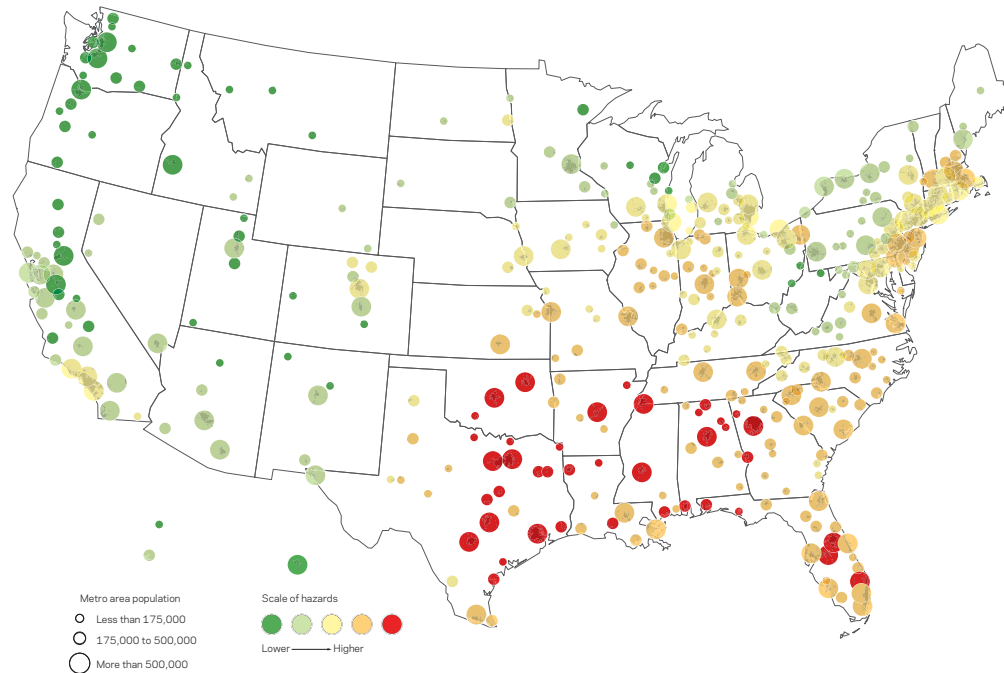 Metro area population
Less than 175,000
175,000 to 500,000
More than 500,000
Scale of hazards
Lower Higher